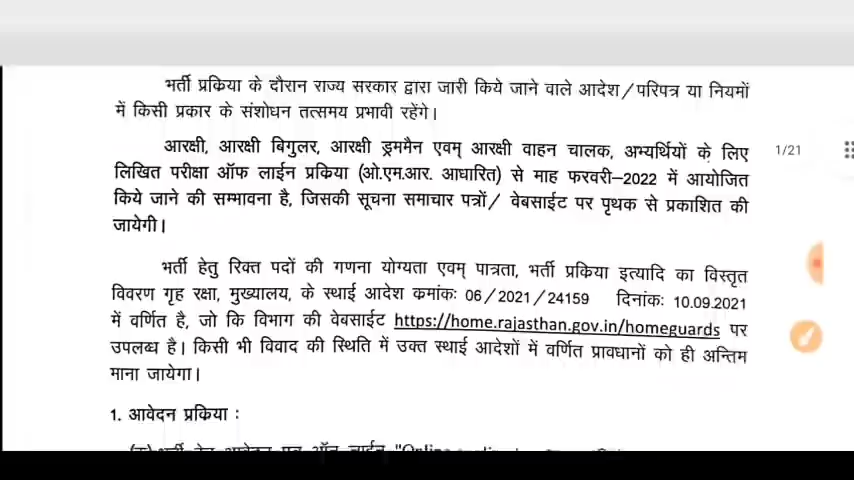 भर्ती प्रक्रिया के दौरान राज्य सरकार द्वारा जारी किये जाने वाले आदेश/परिपत्र या नियमों
में किसी प्रकार के संशोधन तत्समय प्रभावी रहेंगे।
आरक्षी, आरक्षी बिगुलर, आरक्षी ड्रममैन एवम् आरक्षी वाहन चालक, अभ्यर्थियों के लिए
1/21
लिखित परीक्षा ऑफ लाईन प्रक्रिया (ओ.एम.आर. आधारित) से माह फरवरी–2022 में आयोजित
किये जाने की सम्भावना है, जिसकी सूचना समाचार पत्रों/ वेबसाईट पर पृथक से प्रकाशित की
जायेगी।
भर्ती हेतु रिक्त पदों की गणना योग्यता एवम् पात्रता, भर्ती प्रक्रिया इत्यादि का विस्तृत
विवरण गृह रक्षा, मुख्यालय, के स्थाई आदेश कमांकः 06/2021/24159 दिनांकः 10.09.2021
में वर्णित है, जो कि विभाग की वेबसाईट https://home.rajasthan.gov.in/homeguards पर
उपलब्ध है। किसी भी विवाद की स्थिति में उक्त स्थाई आदेशों में वर्णित प्रावधानों को ही अन्तिम
माना जायेगा।
1. आवेदन प्रकिया :